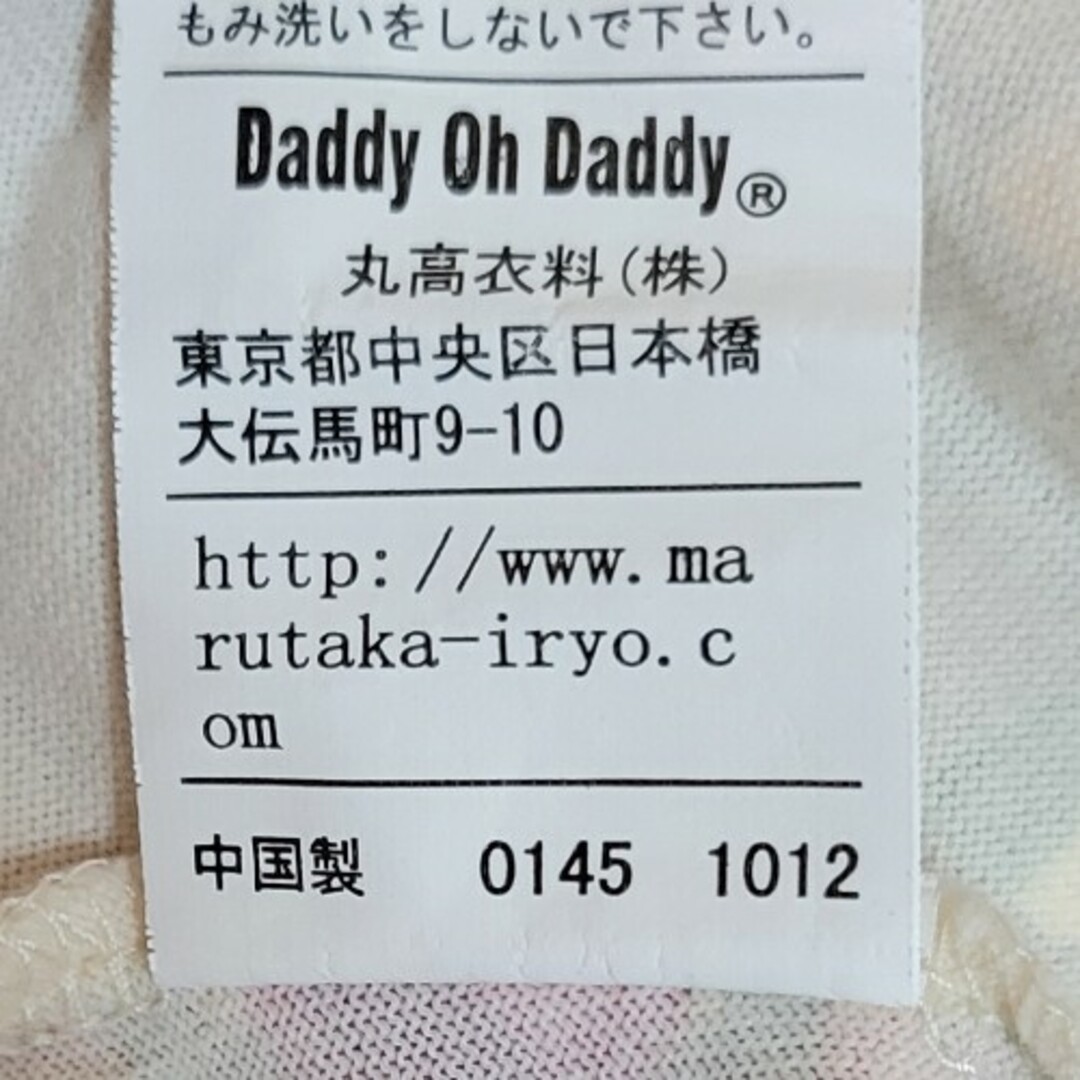 もみ洗いをしないで下さい。
Daddy Oh Daddy®
丸高衣料(株)
東京都中央区日本橋
大伝馬町9-10
http://www.ma
rutaka-iryo.c
om
中国製 0145 1012